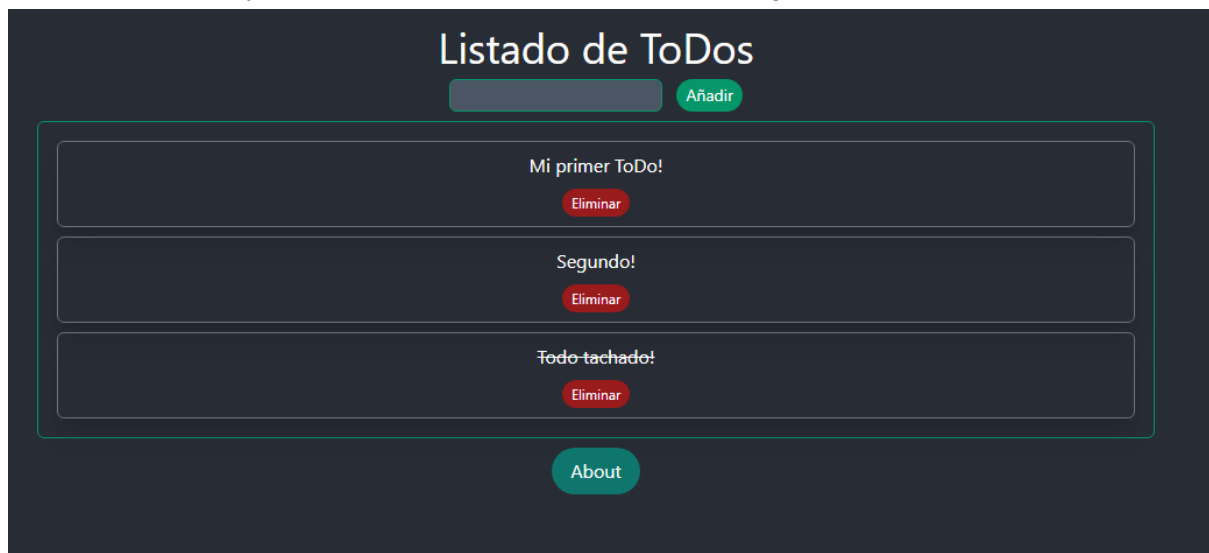 Listado de ToDos
Añadir
Mi primer ToDo!
Eliminar
Segundo!
Eliminar
Todo tachado!
Eliminar
About